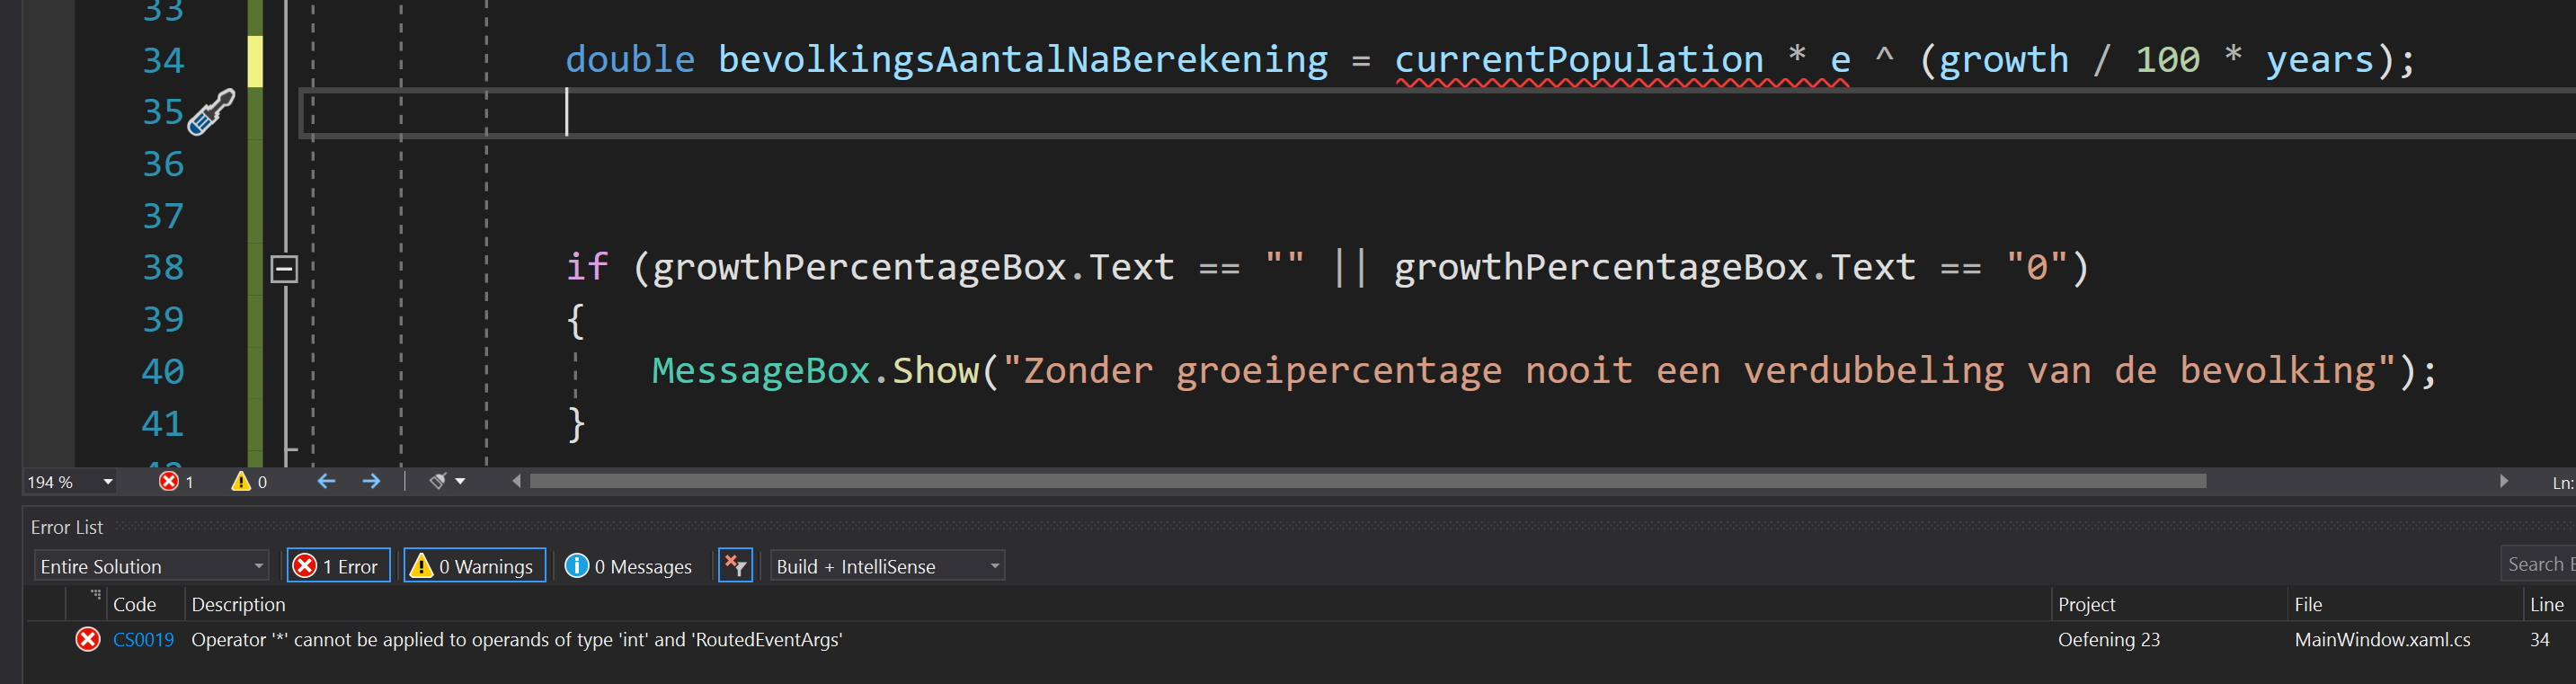 33
34 double bevolkingsAantalNaBerekening = currentPopulation * e ^ (growth / 100 * years);
35
36
37
38 if (growthPercentageBox.Text == "" || growthPercentageBox.Text == "0")
39 {
40 MessageBox.Show("Zonder groeipercentage nooit een verdubbeling van de bevolking");
41 }
194 % 1 0 Ln:
Error List
Entire Solution 1 Error 0 Warnings 0 Messages Build + IntelliSense Search
Code Description Project File Line
CS0019 Operator '*' cannot be applied to operands of type 'int' and 'RoutedEventArgs' Oefening 23 MainWindow.xaml.cs 34